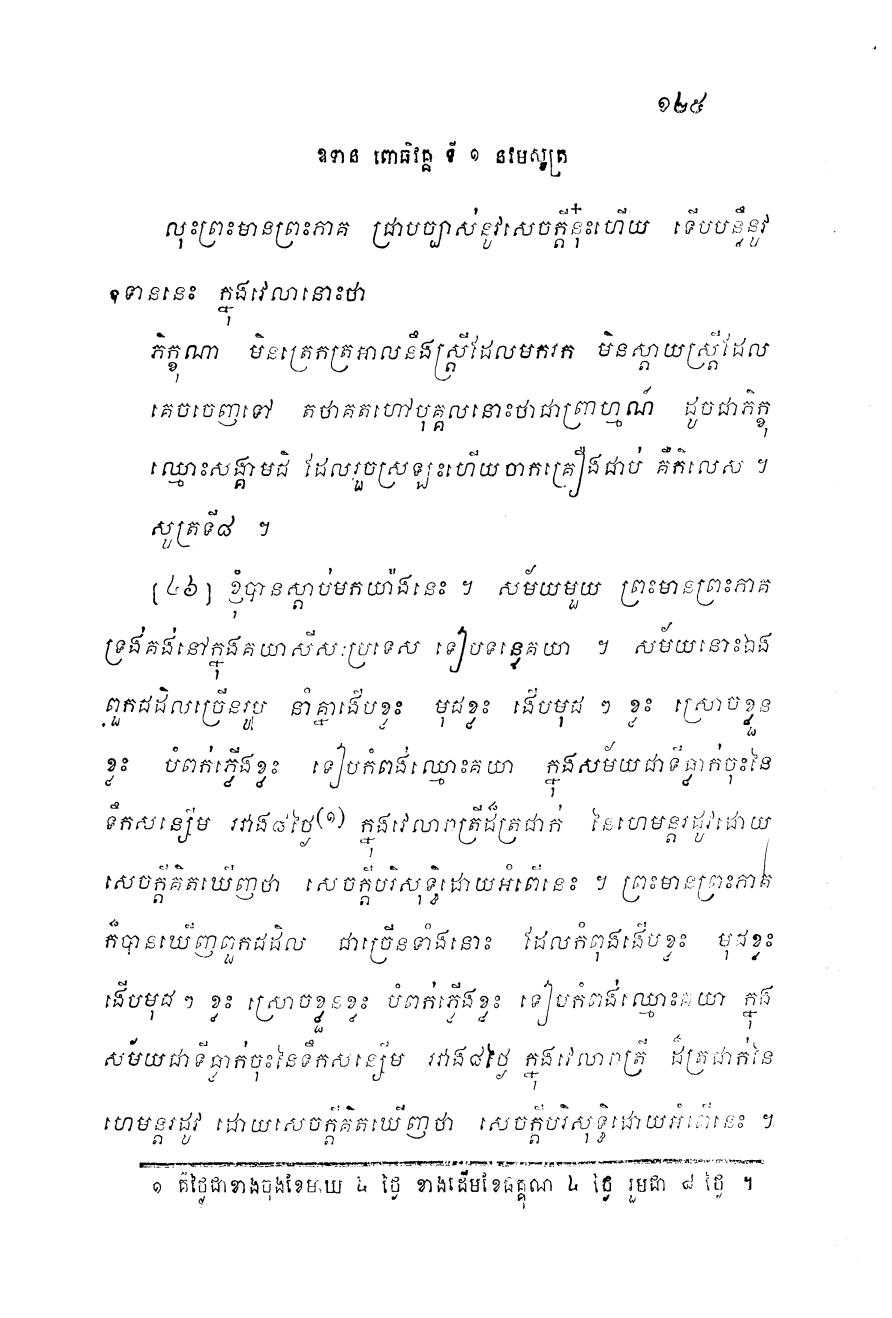 ១២៥
ឧទាន ពោធិវគ្គ ទី ១ នវមសូត្រ
លុះព្រះមានព្រះភាគ ជ្រាបច្បាស់នូវសេចក្តីនុ៎ះហើយ ទើបបន្លឺនូវ
ឧទាននេះ ក្នុងវេលានោះថា
ភិក្ខុណា មិនត្រេកត្រអាលនឹងស្ត្រីដែលមករក មិនស្តាយស្ត្រីដែល
គេចចេញទៅ តថាគតហៅបុគ្គលនោះថាជាព្រាហ្មណ៍ ដូចជាភិក្ខុ
ឈ្មោះសង្គាមជិ ដែលរួចស្រឡះហើយចាកគ្រឿងជាប់ គឺកិលេស ។
សូត្រទី៨ ។
[៤៦] ខ្ញុំបានស្តាប់មកយ៉ាងនេះ ។ សម័យមួយ ព្រះមានព្រះភាគ
ទ្រង់គង់នៅក្នុងគយាសីសៈប្រទេស ទៀបទន្លេគយា ។ សម័យនោះឯង
ពួកជដិលច្រើនរូប នាំគ្នាងើបខ្លះ មុជខ្លះ ងើបមុជ ៗ ខ្លះ ស្រោចខ្លួន
ខ្លះ បំពក់ភ្លើងខ្លះ ទៀបកំពង់ឈ្មោះគយា ក្នុងសម័យជាទីធ្លាក់ចុះនៃ
ទឹកសន្សើម រវាង៨ថ្ងៃ(១) ក្នុងវេលារាត្រីដ៏ត្រជាក់ នៃហេមន្តរដូវដោយ
សេចក្តីគិតឃើញថា សេចក្តីបរិសុទ្ធិដោយអំពើនេះ ។ ព្រះមានព្រះភាគ
ក៏បានឃើញពួកជដិល ជាច្រើនទាំងនោះ ដែលកំពុងងើបខ្លះ មុជខ្លះ
ងើបមុជ ៗ ខ្លះ ស្រោចខ្លួនខ្លះ បំពក់ភ្លើងខ្លះ ទៀបកំពង់ឈ្មោះគយា ក្នុង
សម័យជាទីធ្លាក់ចុះនៃទឹកសន្សើម រវាង៨ថ្ងៃ ក្នុងវេលារាត្រី ដ៏ត្រជាក់នៃ
ហេមន្តរដូវ ដោយសេចក្តីគិតឃើញថា សេចក្តីបរិសុទ្ធិដោយអំពើនេះ ។
១ គឺថ្ងៃជាខាងចុងខែមាឃ ៤ ថ្ងៃ ខាងដើមខែផគ្គុណ ៤ ថ្ងៃ រួមជា ៨ ថ្ងៃ ។